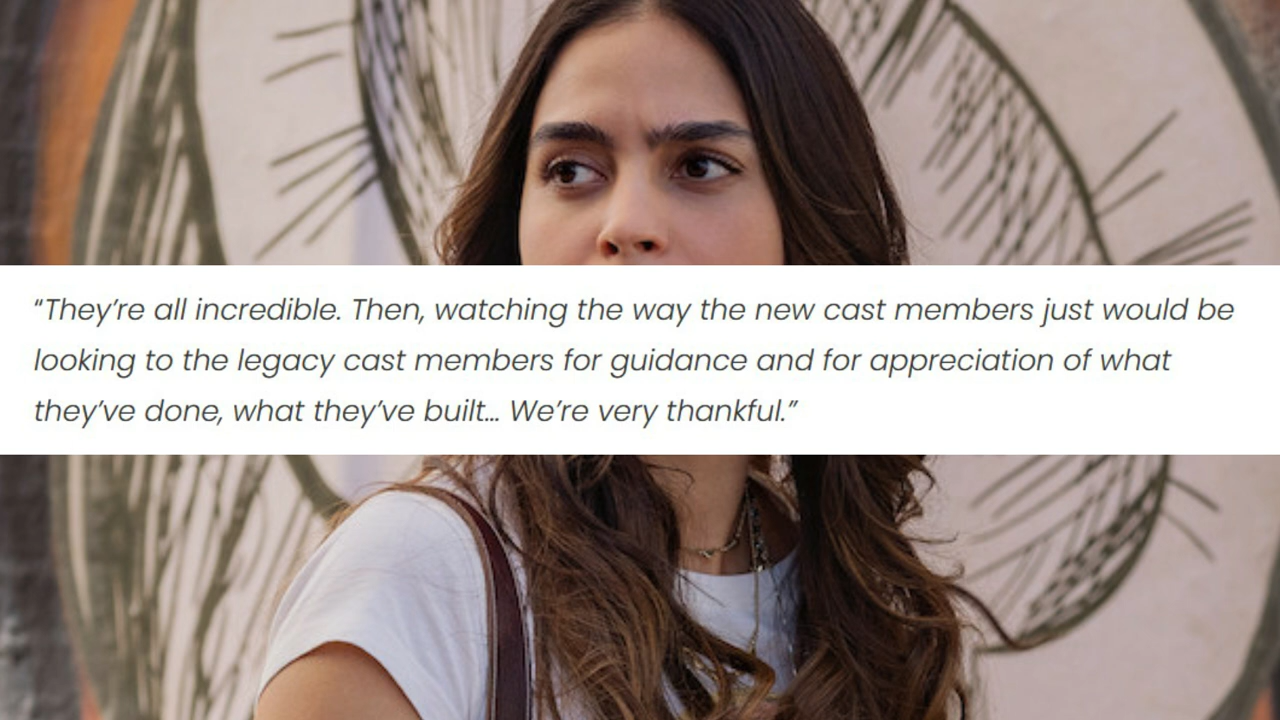 “They’re all incredible. Then, watching the way the new cast members just would be
looking to the legacy cast members for guidance and for appreciation of what
they’ve done, what they’ve built… We’re very thankful.”